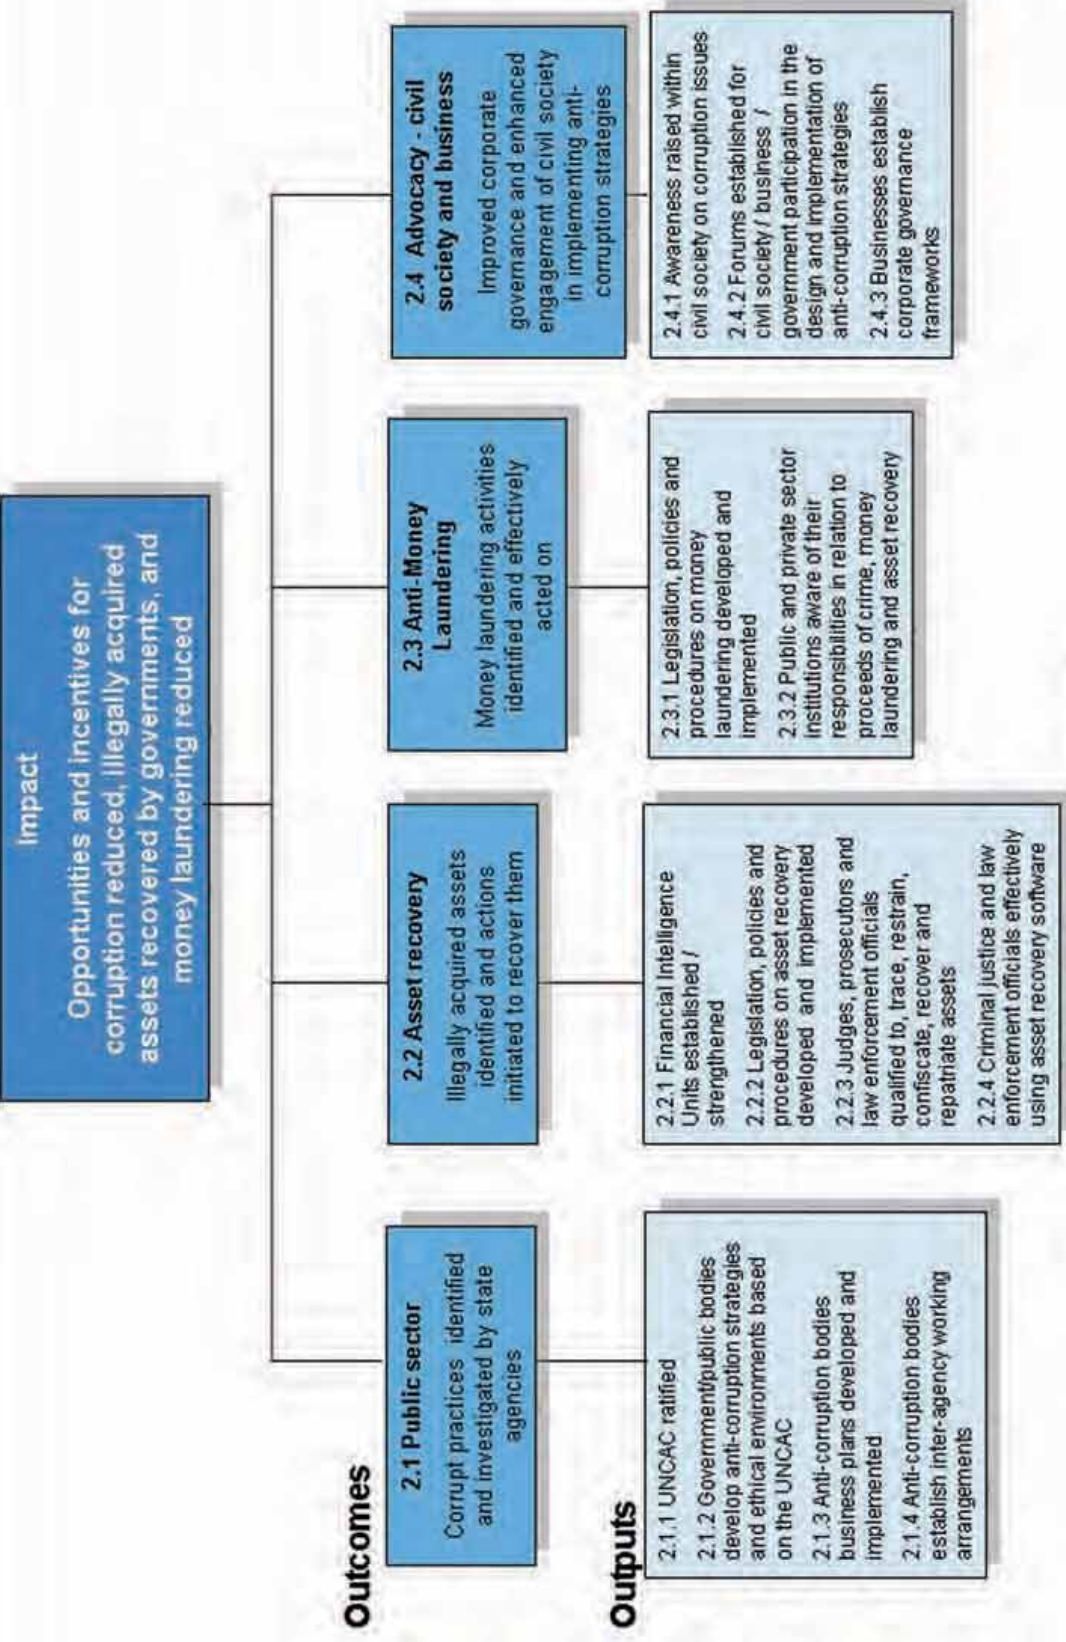 Impact
Opportunities and incentives for
corruption reduced, illegally acquired
assets recovered by governments, and
money laundering reduced
Outcomes
2.1 Public sector
Corrupt practices identified
and investigated by state
agencies
2.2 Asset recovery
Illegally acquired assets
identified and actions
initiated to recover them
2.3 Anti-Money
Laundering
Money laundering activities
identified and effectively
acted on
2.4 Advocacy - civil
society and business
Improved corporate
governance and enhanced
engagement of civil society
in implementing anti-
corruption strategies
Outputs
2.1.1 UNCAC ratified
2.1.2 Government/public bodies
develop anti-corruption strategies
and ethical environments based
on the UNCAC
2.1.3 Anti-corruption bodies
business plans developed and
implemented
2.1.4 Anti-corruption bodies
establish inter-agency working
arrangements
2.2.1 Financial Intelligence
Units established /
strengthened
2.2.2 Legislation, policies and
procedures on asset recovery
developed and implemented
2.2.3 Judges, prosecutors and
law enforcement officials
qualified to, trace, restrain,
confiscate, recover and
repatriate assets
2.2.4 Criminal justice and law
enforcement officials effectively
using asset recovery software
2.3.1 Legislation, policies and
procedures on money
laundering developed and
implemented
2.3.2 Public and private sector
institutions aware of their
responsibilities in relation to
proceeds of crime, money
laundering and asset recovery
2.4.1 Awareness raised within
civil society on corruption issues
2.4.2 Forums established for
civil society / business /
government participation in the
design and implementation of
anti-corruption strategies
2.4.3 Businesses establish
corporate governance
frameworks